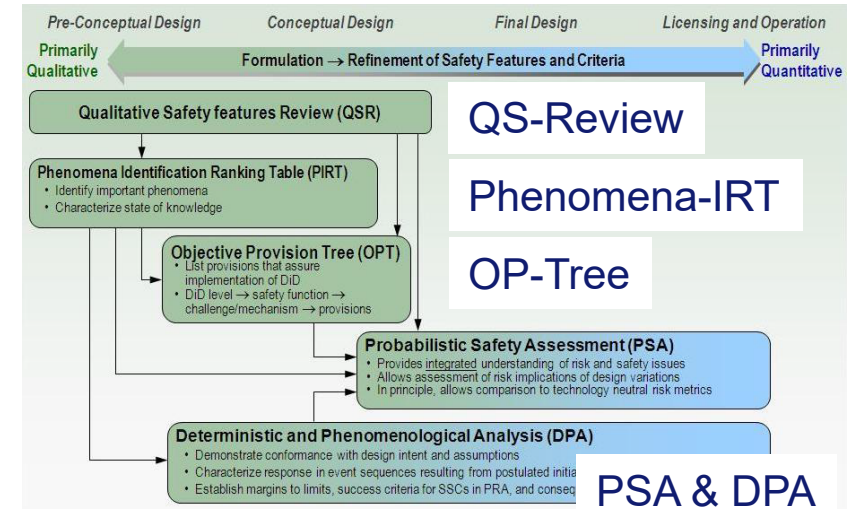 Pre-Conceptual Design Conceptual Design Final Design Licensing and Operation
Primarily Qualitative
Formulation → Refinement of Safety Features and Criteria
Primarily Quantitative
Qualitative Safety features Review (QSR)
QS-Review
Phenomena Identification Ranking Table (PIRT)
• Identify important phenomena
• Characterize state of knowledge
Phenomena-IRT
Objective Provision Tree (OPT)
• List provisions that assure
implementation of DiD
• DiD level → safety function →
challenge/mechanism → provisions
OP-Tree
Probabilistic Safety Assessment (PSA)
• Provides integrated understanding of risk and safety issues
• Allows assessment of risk implications of design variations
• In principle, allows comparison to technology neutral risk metrics
Deterministic and Phenomenological Analysis (DPA)
• Demonstrate conformance with design intent and assumptions
• Characterize response in event sequences resulting from postulated
• Establish margins to limits, success criteria for SSCs in PRA, and
PSA & DPA